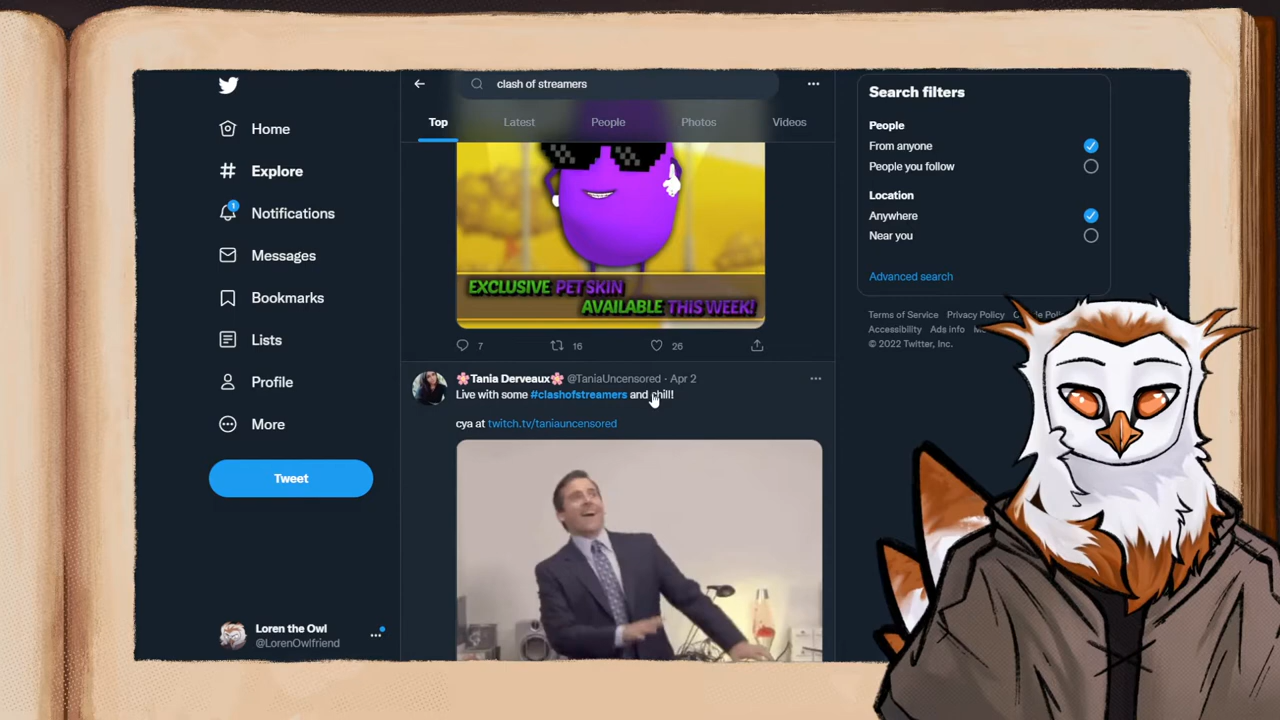 clash of streamers
Top
Latest
People
Photos
Videos
Home
Explore
1
Notifications
Messages
Bookmarks
Lists
Profile
More
Tweet
Loren the Owl
@LorenOwlfriend
EXCLUSIVE PET SKIN
AVAILABLE THIS WEEK!
7
16
26
🌸Tania Derveaux🌸 @TaniaUncensored · Apr 2
Live with some #clashofstreamers and chill!
cya at twitch.tv/taniauncensored
Search filters
People
From anyone
People you follow
Location
Anywhere
Near you
Advanced search
Terms of Service Privacy Policy
Accessibility Ads info
© 2022 Twitter, Inc.